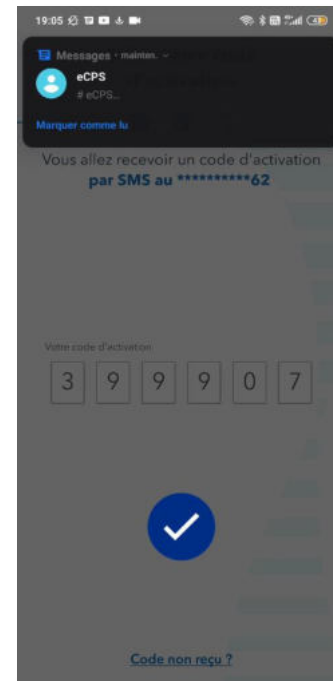 19:05
Messages · mainten. ~
eCPS
# eCPS...
Marquer comme lu
Vous allez recevoir un code d'activation
par SMS au **********62
Votre code d'activation
3 9 9 9 0 7
Code non reçu ?